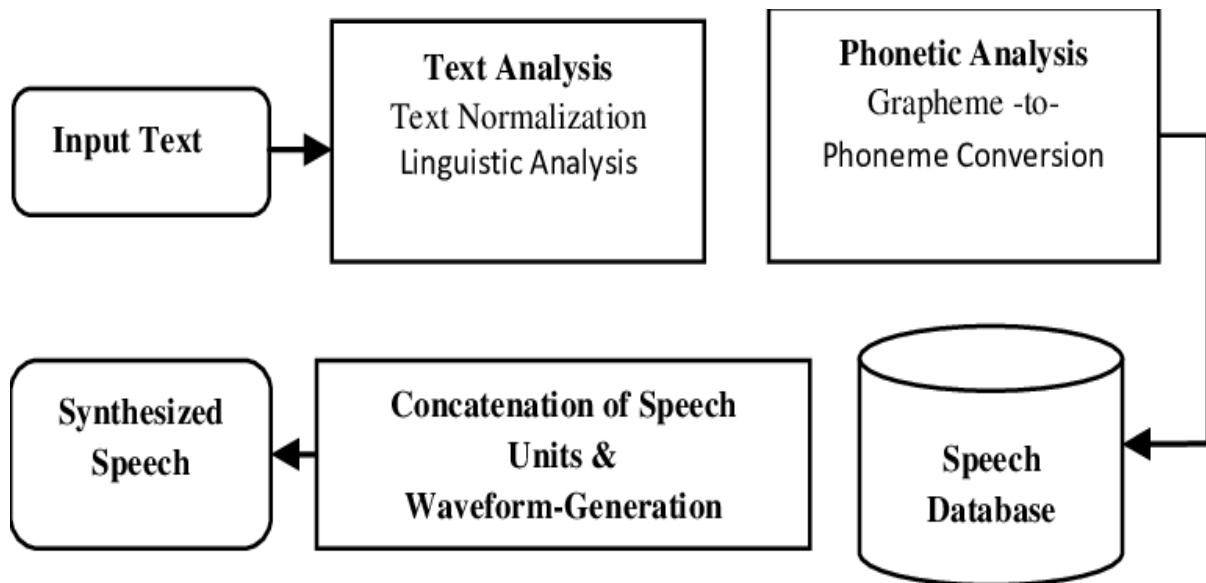 Input Text
Text Analysis
Text Normalization
Linguistic Analysis
Phonetic Analysis
Grapheme -to-
Phoneme Conversion
Synthesized
Speech
Concatenation of Speech
Units &
Waveform-Generation
Speech
Database